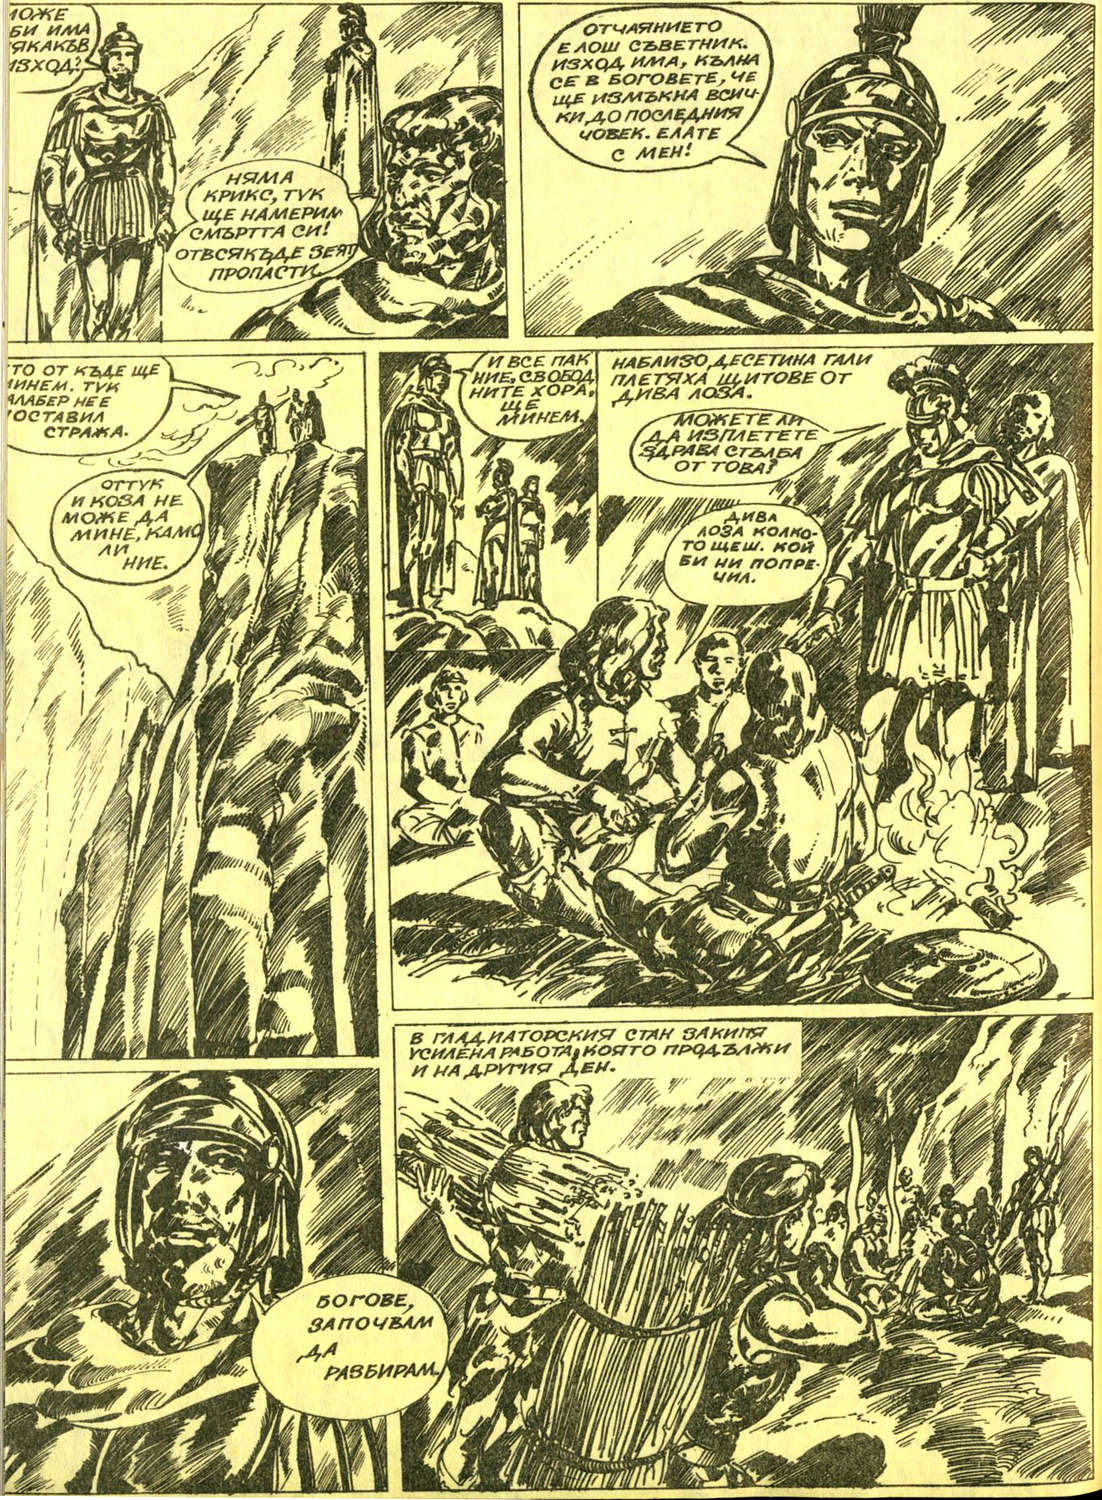 МОЖЕ
БИ ИМА
НЯКАКЪВ
ИЗХОД?
НЯМА
КРИКС, ТУК
ЩЕ НАМЕРИМ
СМЪРТТА СИ!
ОТВСЯКЪДЕ ЗЕЯТ
ПРОПАСТИ.
ОТЧАЯНИЕТО
Е ЛОШ СЪВЕТНИК.
ИЗХОД ИМА, КЪЛНА
СЕ В БОГОВЕТЕ, ЧЕ
ЩЕ ИЗМЪКНА ВСИЧ-
КИ, ДО ПОСЛЕДНИЯ
ЧОВЕК. ЕЛАТЕ
С МЕН!
ТО ОТ КЪДЕ ЩЕ
МИНЕМ. ТУК
АЛАБЕР НЕ Е
ОСТАВИЛ
СТРАЖА.
ОТТУК
И КОЗА НЕ
МОЖЕ ДА
МИНЕ, КАМО
ЛИ
НИЕ.
И ВСЕ ПАК
НИЕ, СВОБОД
НИТЕ ХОРА,
ЩЕ
МИНЕМ.
НАБЛИЗО, ДЕСЕТИНА ГАЛИ
ПЛЕТЯХА ЩИТОВЕ ОТ
ДИВА ЛОЗА.
МОЖЕТЕ ЛИ
ДА ИЗПЛЕТЕТЕ
ЗДРАВА СТЪЛБА
ОТ ТОВА?
ДИВА
ЛОЗА КОЛКО-
ТО ЩЕШ. КОЙ
БИ НИ ПОПРЕ-
ЧИЛ.
БОГОВЕ,
ЗАПОЧВАМ
ДА
РАЗБИРАМ.
В ГЛАДИАТОРСКИЯ СТАН ЗАКИПЯ
УСИЛЕНА РАБОТА, КОЯТО ПРОДЪЛЖИ
И НА ДРУГИЯ ДЕН.